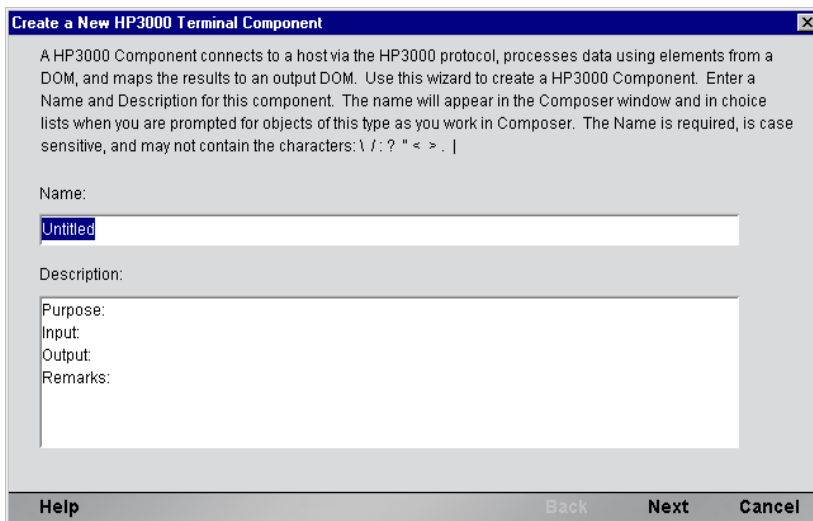 Create a New HP3000 Terminal Component
A HP3000 Component connects to a host via the HP3000 protocol, processes data using elements from a
DOM, and maps the results to an output DOM. Use this wizard to create a HP3000 Component. Enter a
Name and Description for this component. The name will appear in the Composer window and in choice
lists when you are prompted for objects of this type as you work in Composer. The Name is required, is case
sensitive, and may not contain the characters: \ / : ? " < > . |
Name:
Untitled
Description:
Purpose:
Input:
Output:
Remarks:
Help Back Next Cancel